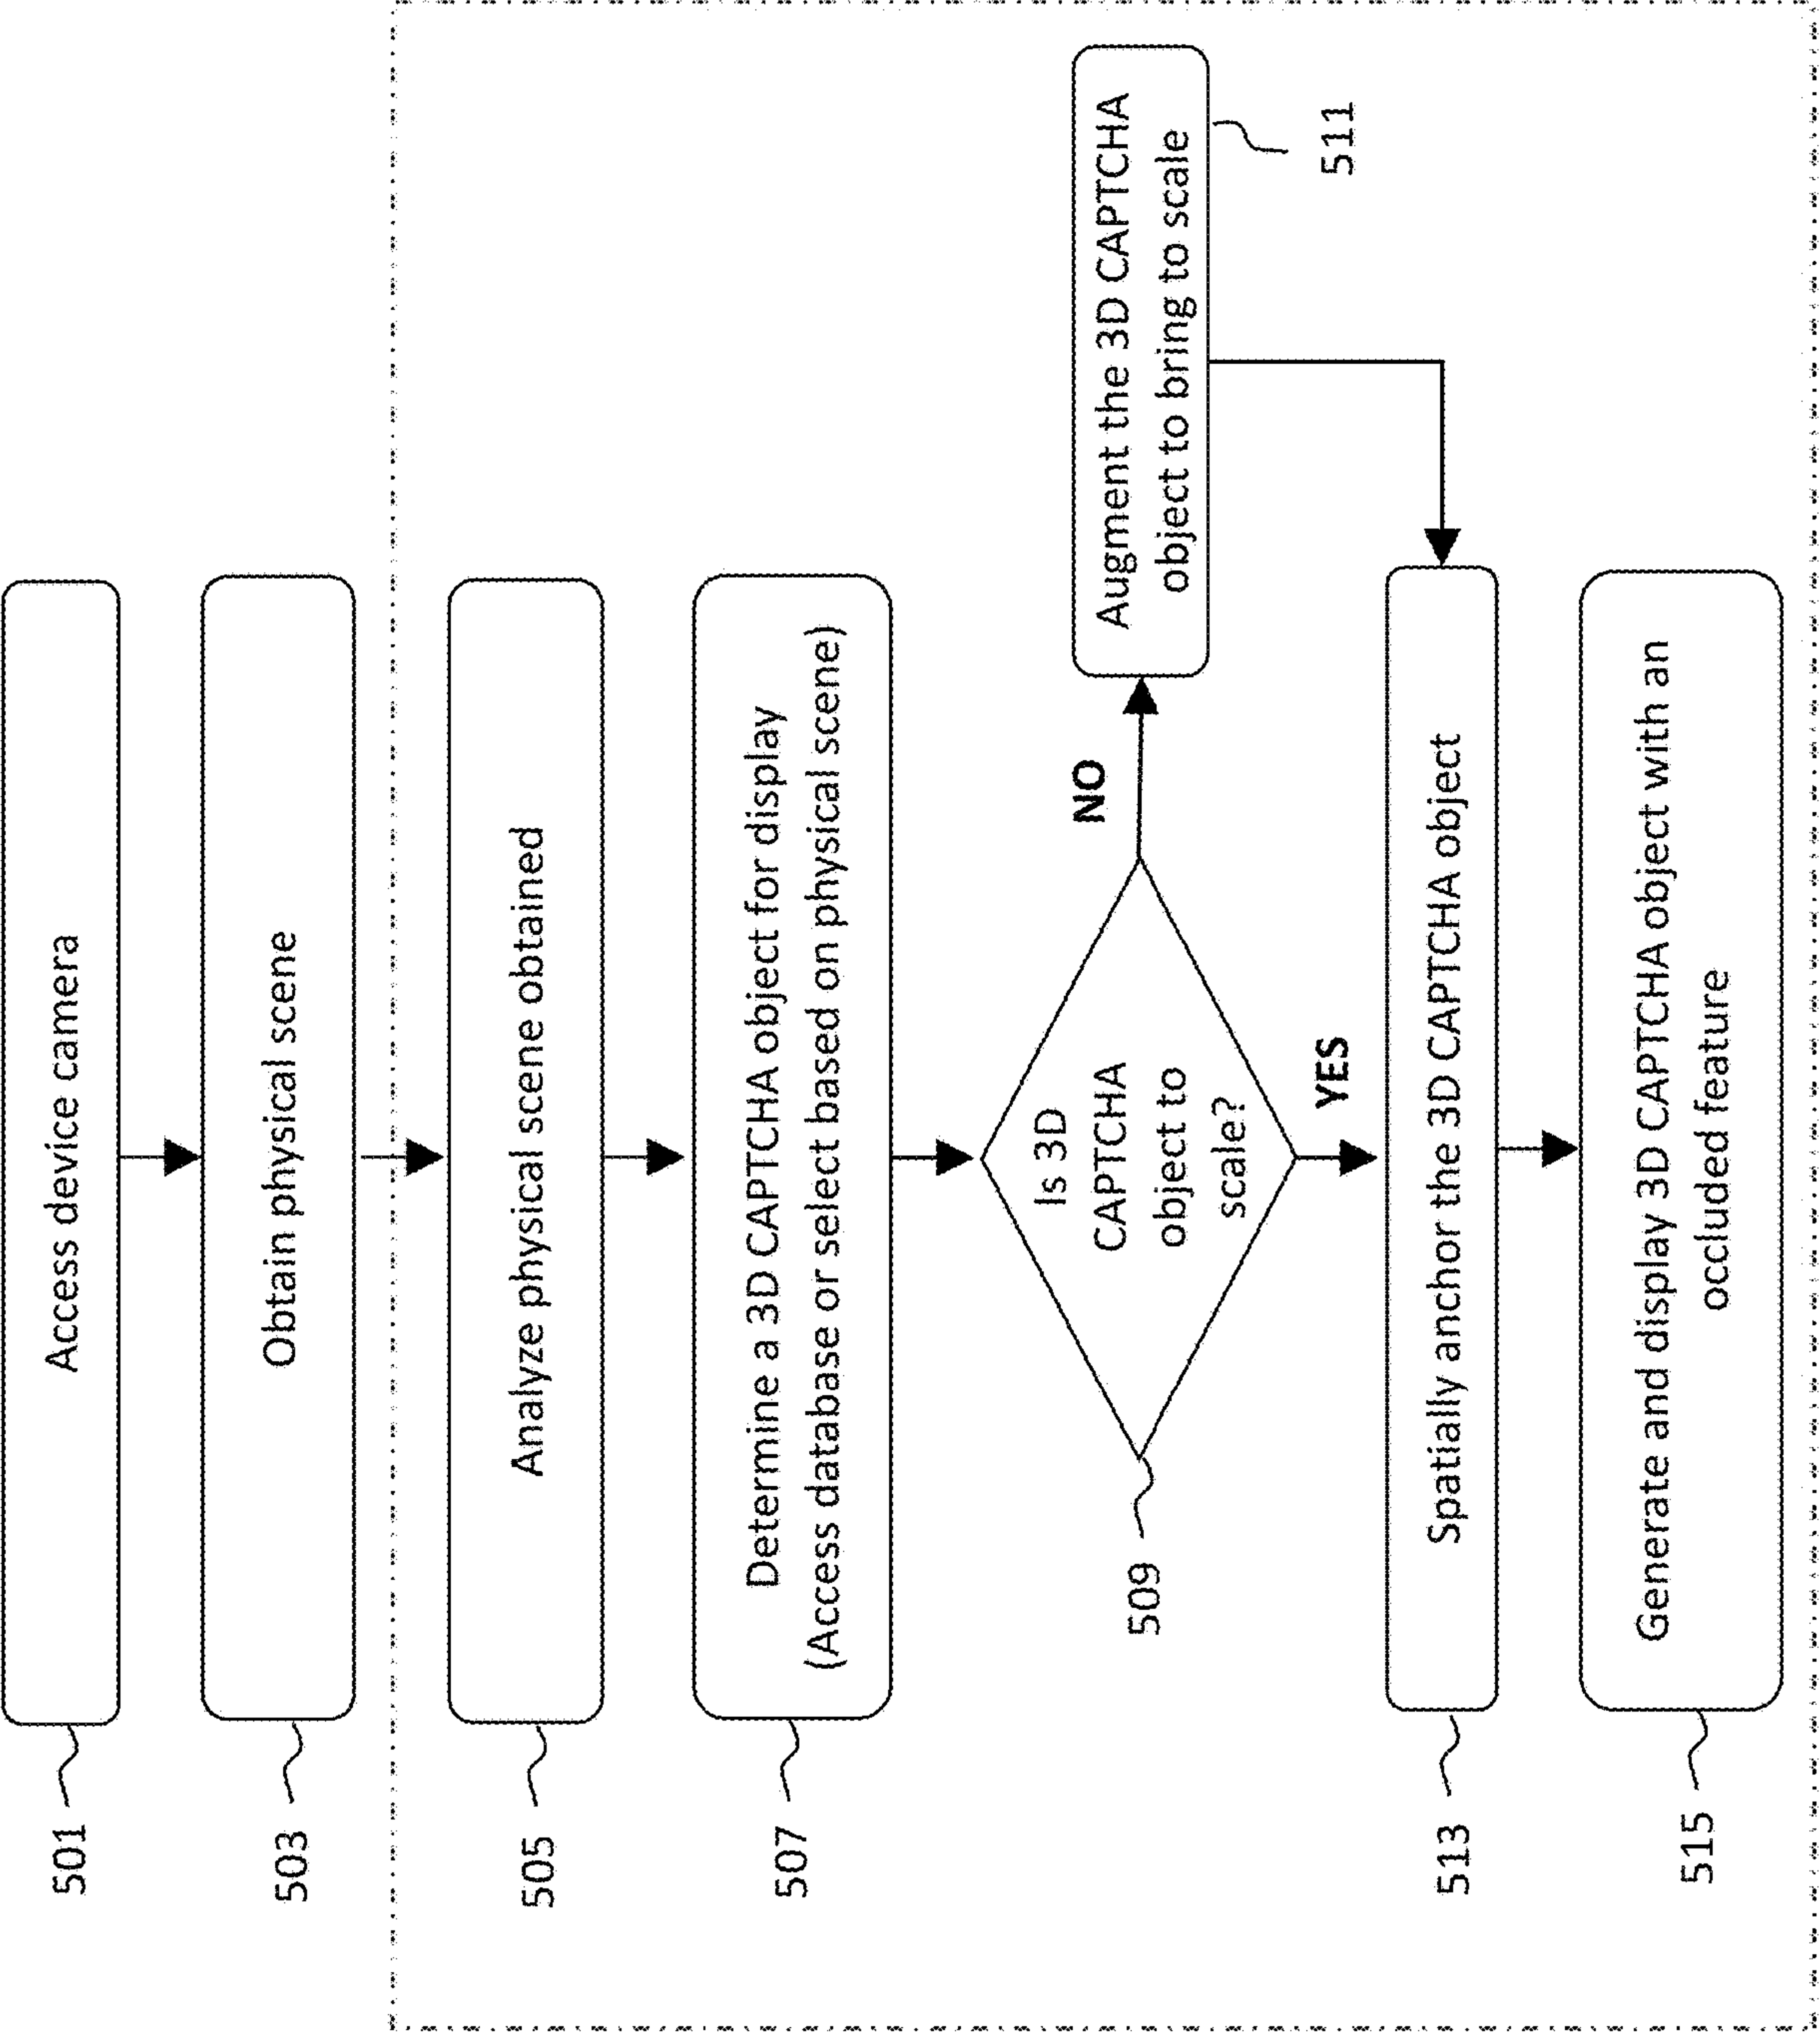 501
Access device camera
503
Obtain physical scene
505
Analyze physical scene obtained
507
Determine a 3D CAPTCHA object for display
(Access database or select based on physical scene)
509
Is 3D
CAPTCHA
object to
scale?
NO
Augment the 3D CAPTCHA
object to bring to scale
511
YES
513
Spatially anchor the 3D CAPTCHA object
515
Generate and display 3D CAPTCHA object with an
occluded feature